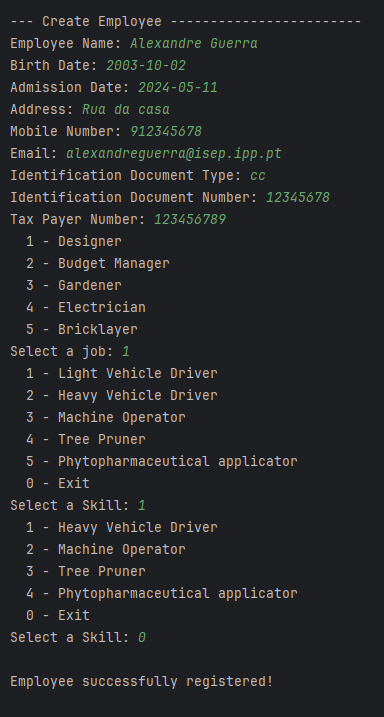 --- Create Employee ------------------------
Employee Name: Alexandre Guerra
Birth Date: 2003-10-02
Admission Date: 2024-05-11
Address: Rua da casa
Mobile Number: 912345678
Email: alexandreguerra@isep.ipp.pt
Identification Document Type: cc
Identification Document Number: 12345678
Tax Payer Number: 123456789
  1 - Designer
  2 - Budget Manager
  3 - Gardener
  4 - Electrician
  5 - Bricklayer
Select a job: 1
  1 - Light Vehicle Driver
  2 - Heavy Vehicle Driver
  3 - Machine Operator
  4 - Tree Pruner
  5 - Phytopharmaceutical applicator
  0 - Exit
Select a Skill: 1
  1 - Heavy Vehicle Driver
  2 - Machine Operator
  3 - Tree Pruner
  4 - Phytopharmaceutical applicator
  0 - Exit
Select a Skill: 0

Employee successfully registered!